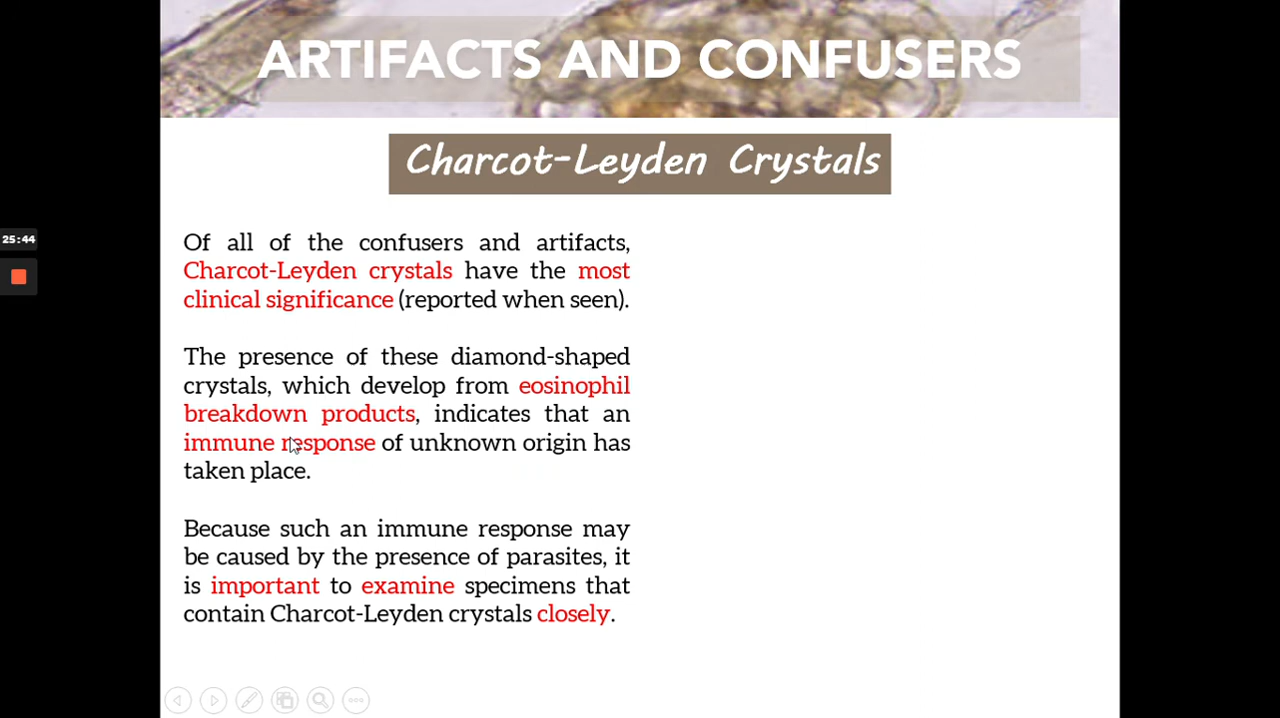 ARTIFACTS AND CONFUSERS
Charcot-Leyden Crystals
25:44
Of all of the confusers and artifacts,
Charcot-Leyden crystals have the most
clinical significance (reported when seen).
The presence of these diamond-shaped
crystals, which develop from eosinophil
breakdown products, indicates that an
immune response of unknown origin has
taken place.
Because such an immune response may
be caused by the presence of parasites, it
is important to examine specimens that
contain Charcot-Leyden crystals closely.